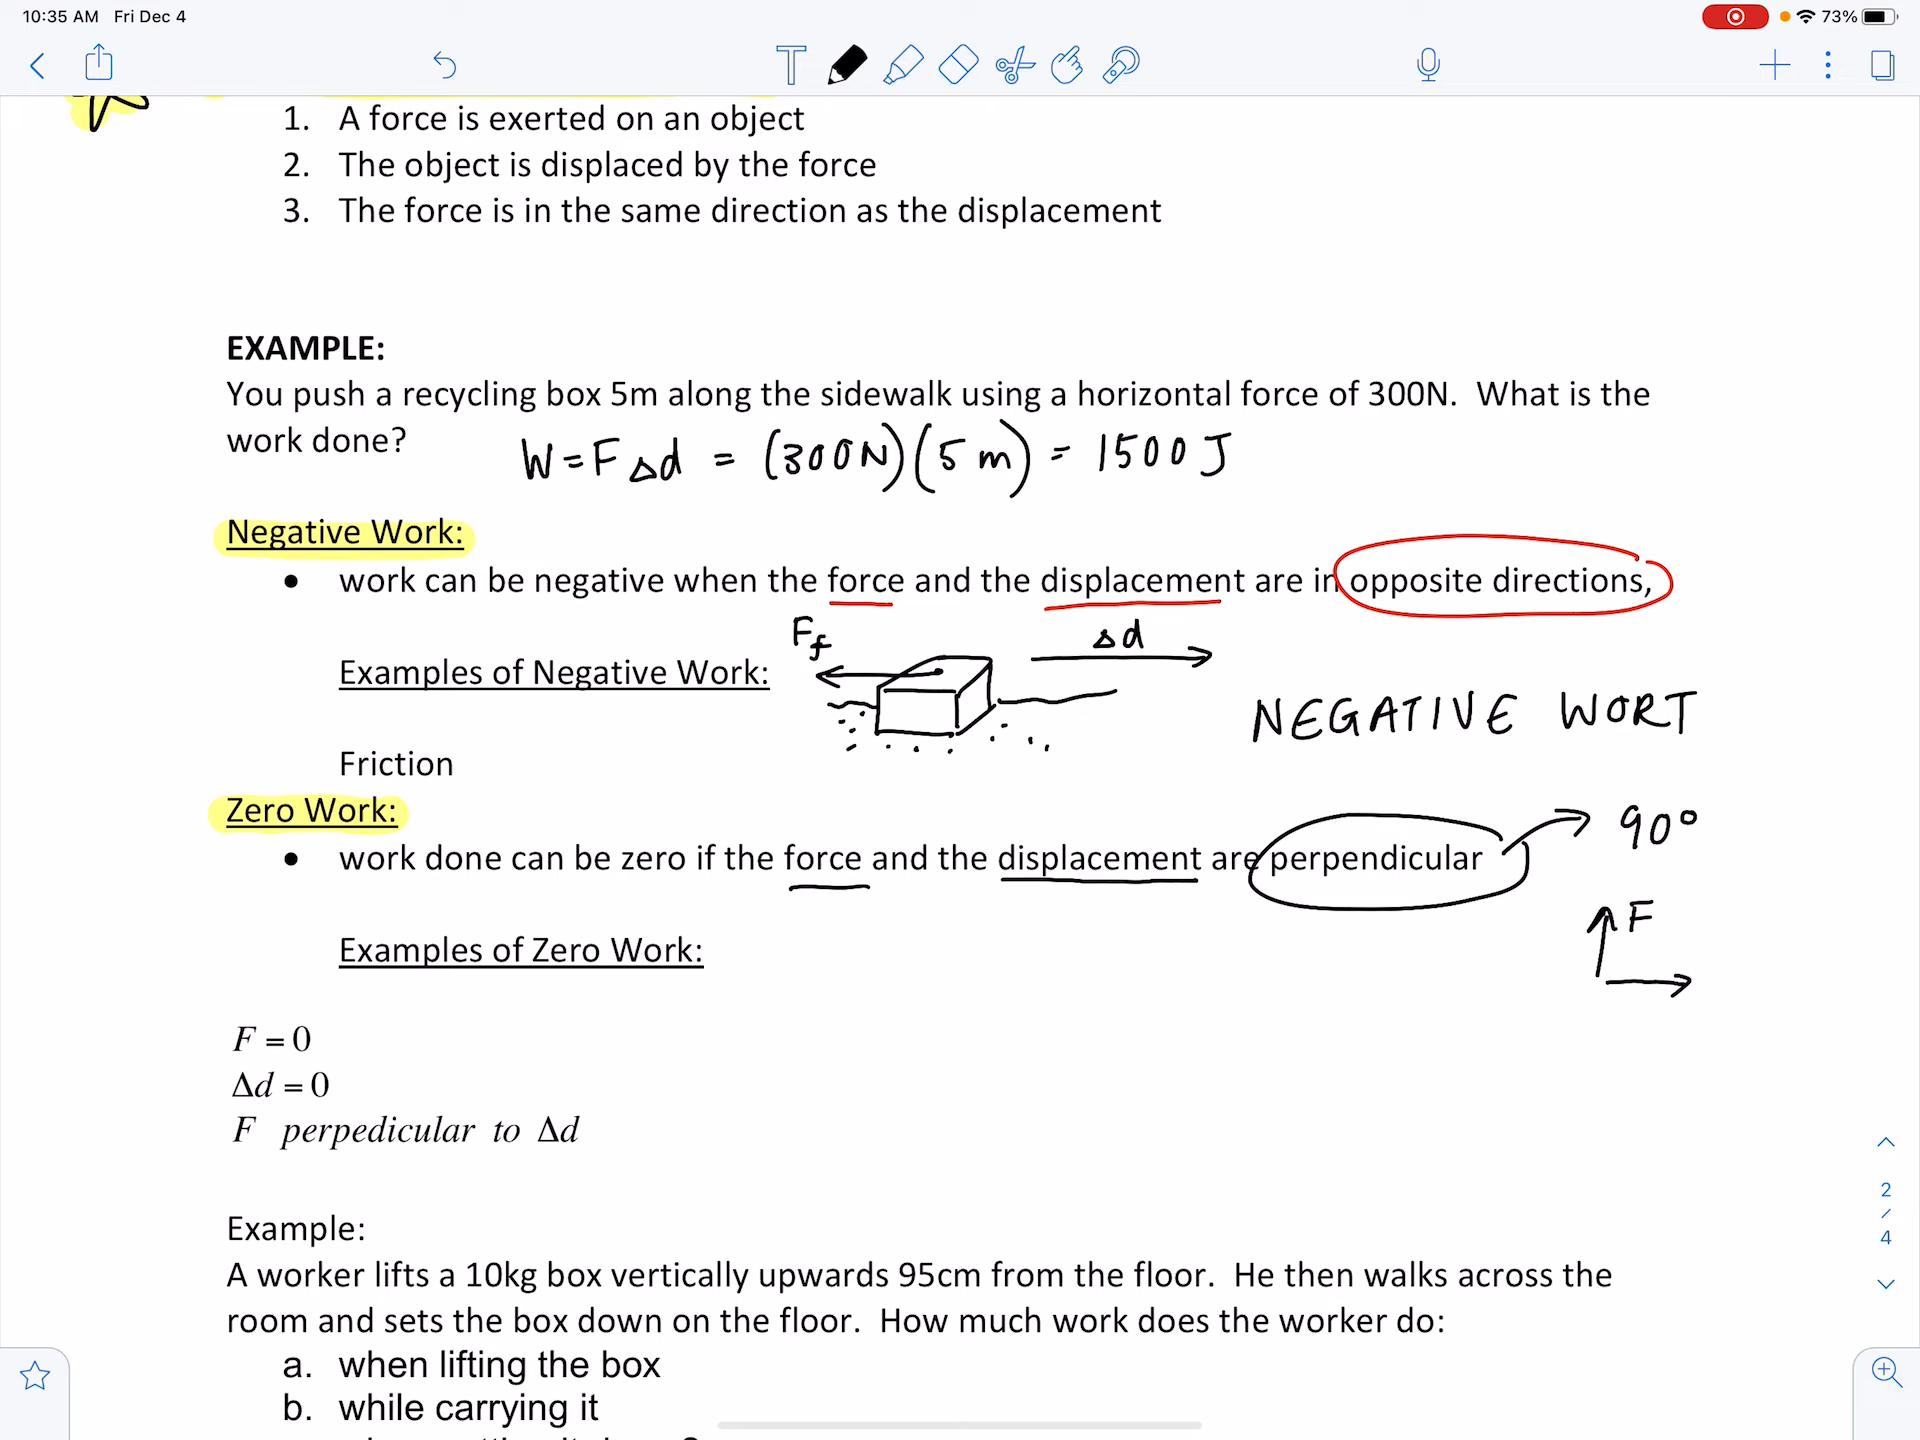 10:35 AM Fri Dec 4
73%
1. A force is exerted on an object
2. The object is displaced by the force
3. The force is in the same direction as the displacement
EXAMPLE:
You push a recycling box 5m along the sidewalk using a horizontal force of 300N. What is the
work done?
W = F Δd = (300N)(5 m) = 1500 J
Negative Work:
• work can be negative when the force and the displacement are in opposite directions,
Ff
Δd
Examples of Negative Work:
NEGATIVE WORT
Friction
Zero Work:
90°
• work done can be zero if the force and the displacement are perpendicular
F
Examples of Zero Work:
F = 0
Δd = 0
F perpedicular to Δd
2
/
4
Example:
A worker lifts a 10kg box vertically upwards 95cm from the floor. He then walks across the
room and sets the box down on the floor. How much work does the worker do:
a. when lifting the box
b. while carrying it